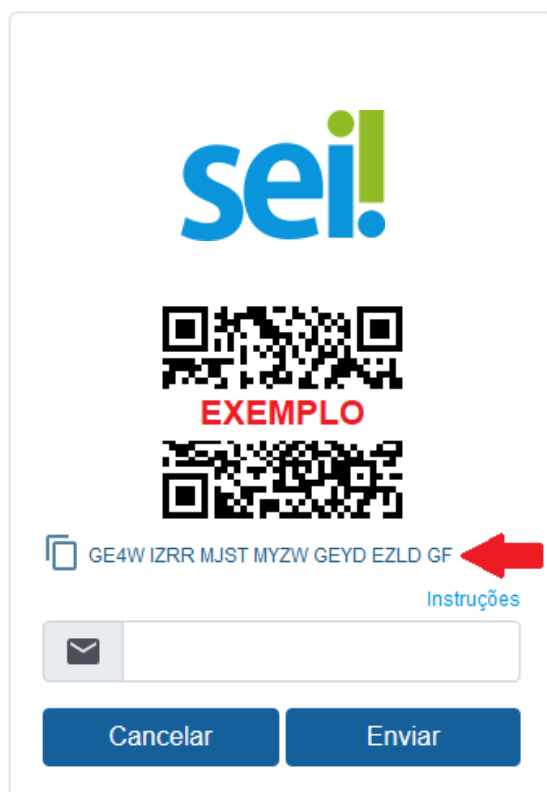 sei!
EXEMPLO
GE4W IZRR MJST MYZW GEYD EZLD GF
Instruções
Cancelar
Enviar